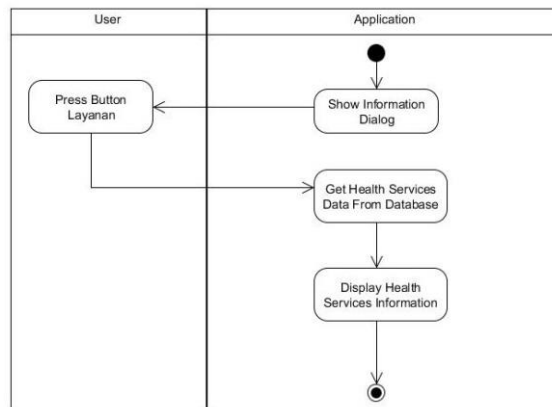 User
Application
Show Information
Dialog
Press Button
Layanan
Get Health Services
Data From Database
Display Health
Services Information